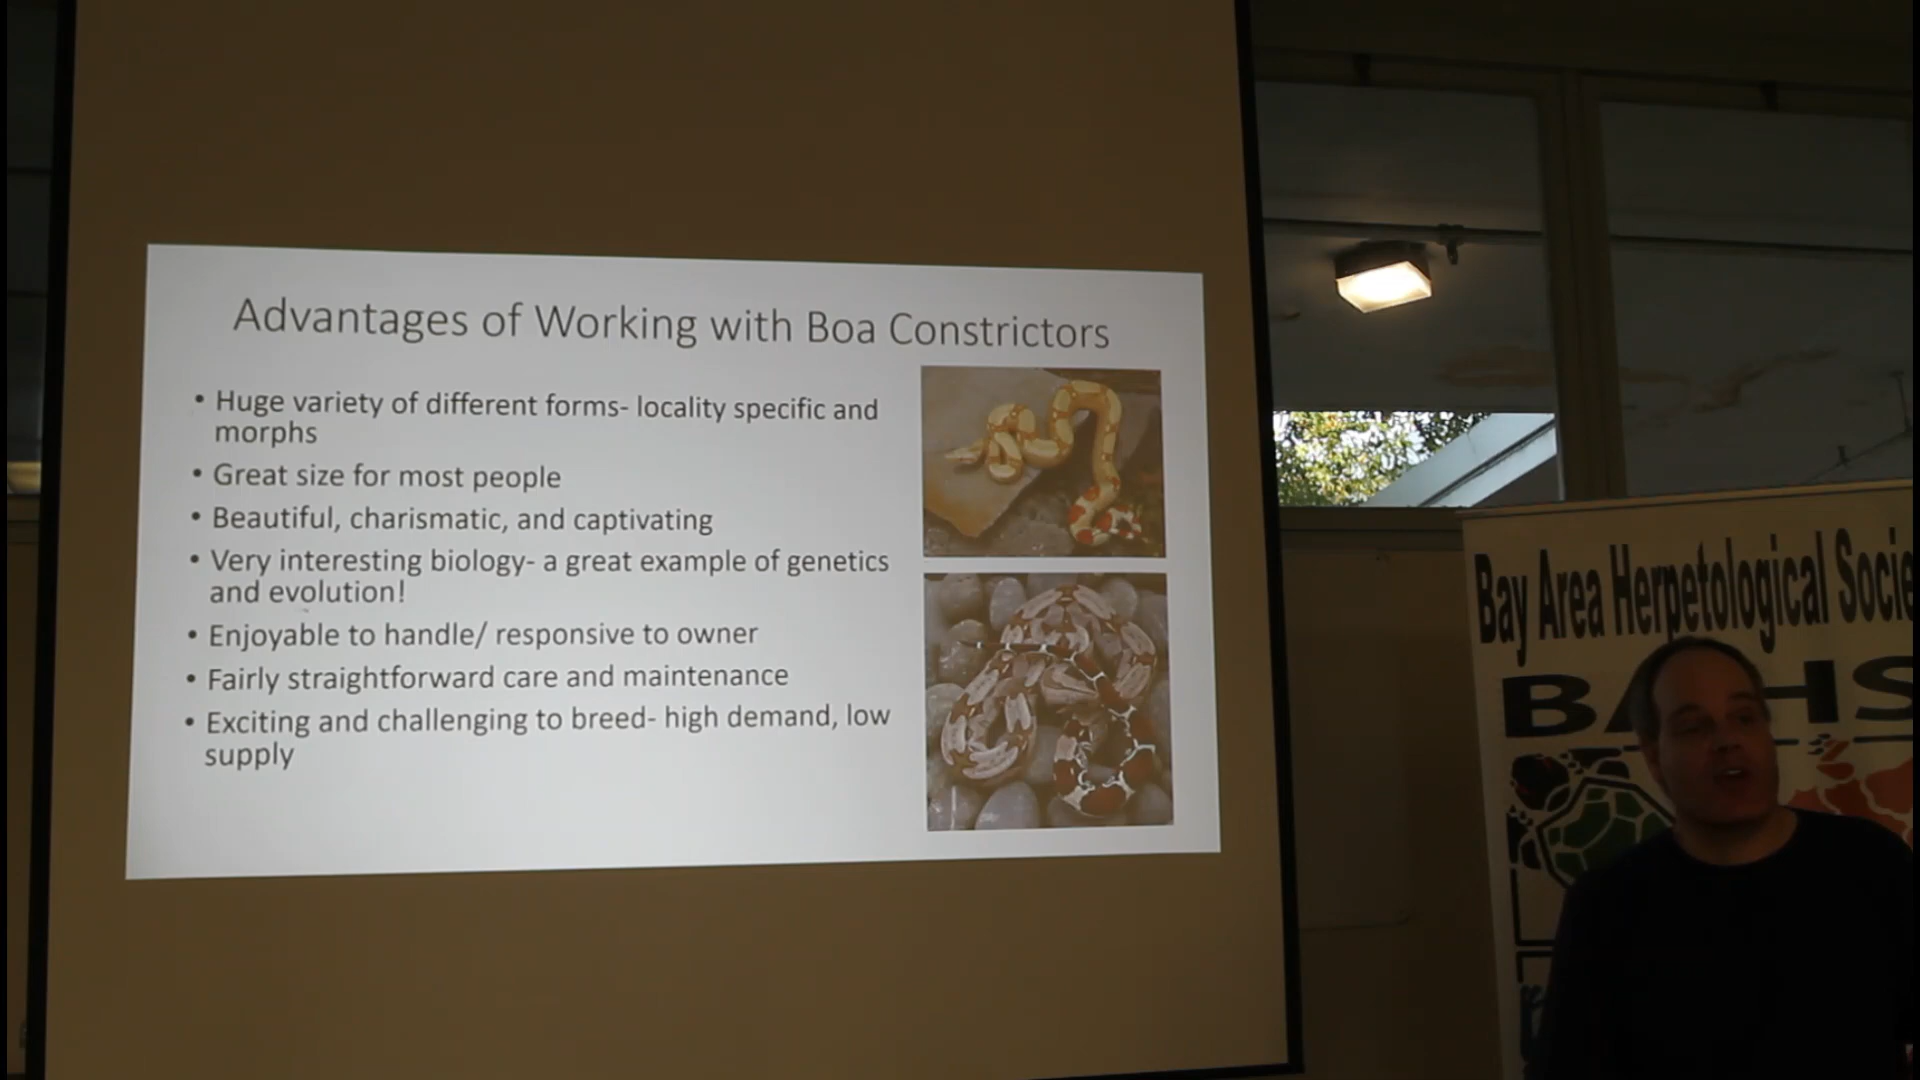 Advantages of Working with Boa Constrictors
• Huge variety of different forms- locality specific and
morphs
• Great size for most people
• Beautiful, charismatic, and captivating
• Very interesting biology- a great example of genetics
and evolution!
• Enjoyable to handle/ responsive to owner
• Fairly straightforward care and maintenance
• Exciting and challenging to breed- high demand, low
supply
Bay Area Herpetological Socie
BAHS